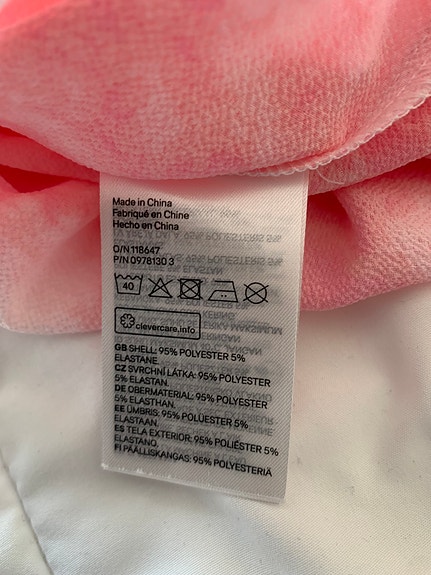 Made in China
Fabriqué en Chine
Hecho en China
O/N 118647
P/N 0978130 3
40
clevercare.info
GB SHELL: 95% POLYESTER 5%
ELASTANE.
CZ SVRCHNÍ LÁTKA: 95% POLYESTER
5% ELASTAN.
DE OBERMATERIAL: 95% POLYESTER
5% ELASTHAN.
EE ÜMBRIS: 95% POLÜESTER 5%
ELASTAAN.
ES TELA EXTERIOR: 95% POLIÉSTER 5%
ELASTANO.
FI PÄÄLLISKANGAS: 95% POLYESTERIÄ